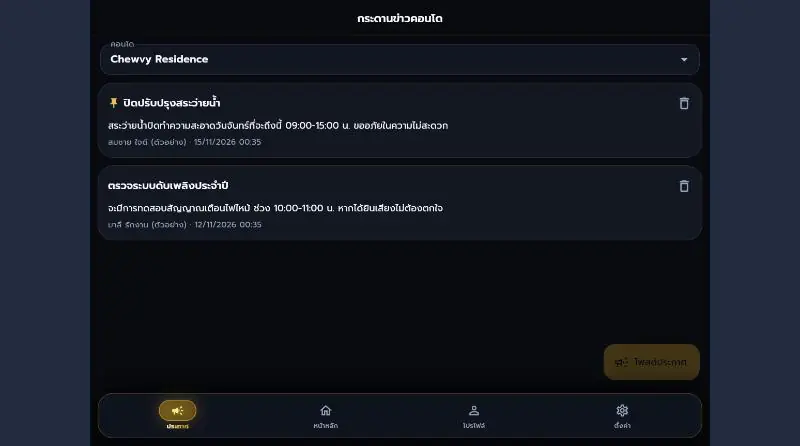 กระดานข่าวคอนโด
คอนโด
Chewvy Residence
ปิดปรับปรุงสระว่ายน้ำ
สระว่ายน้ำปิดทำความสะอาดวันจันทร์ที่จะถึงนี้ 09:00-15:00 น. ขออภัยในความไม่สะดวก
สมชาย ใจดี (ตัวอย่าง) · 15/11/2026 00:35
ตรวจระบบดับเพลิงประจำปี
จะมีการทดสอบสัญญาณเตือนไฟไหม้ ช่วง 10:00-11:00 น. หากได้ยินเสียงไม่ต้องตกใจ
มาลี รักงาน (ตัวอย่าง) · 12/11/2026 00:35
โพสต์ประกาศ
ประกาศ
หน้าหลัก
โปรไฟล์
ตั้งค่า